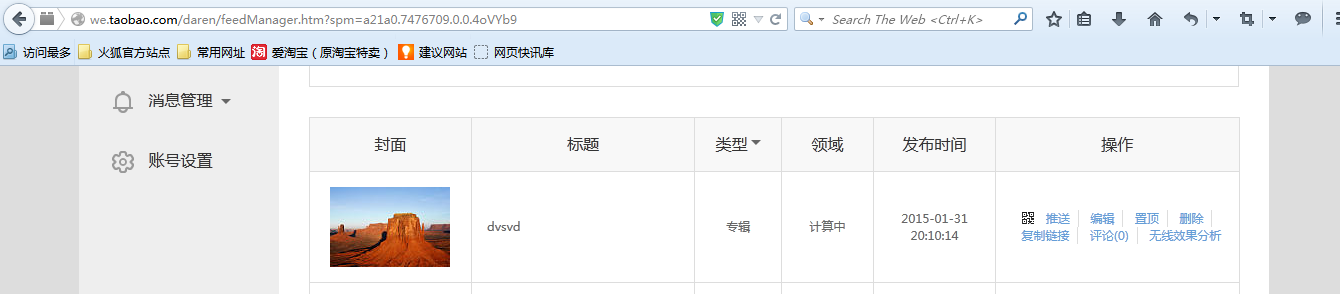 we.taobao.com/daren/feedManager.htm?spm=a21a0.7476709.0.0.4oVYb9 Search The Web <Ctrl+K>
访问最多 火狐官方站点 常用网址 淘 爱淘宝（原淘宝特卖） 建议网站 网页快讯库
消息管理
账号设置
封面 标题 类型 领域 发布时间 操作
dvsvd 专辑 计算中 2015-01-31
20:10:14
推送 编辑 置顶 删除
复制链接 评论(0) 无线效果分析